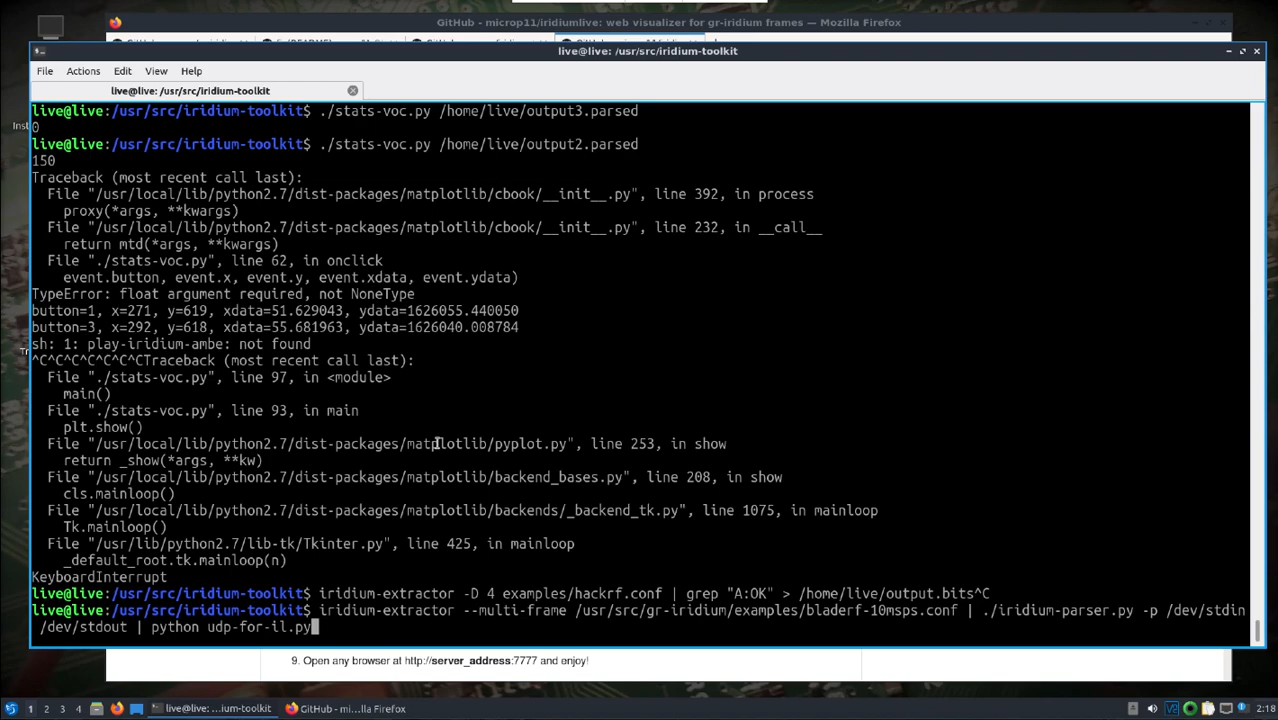 GitHub - microp11/iridiumlive: web visualizer for gr-iridium frames — Mozilla Firefox
live@live: /usr/src/iridium-toolkit
File Actions Edit View Help
live@live: /usr/src/iridium-toolkit
live@live:/usr/src/iridium-toolkit$ ./stats-voc.py /home/live/output3.parsed
0
live@live:/usr/src/iridium-toolkit$ ./stats-voc.py /home/live/output2.parsed
150
Traceback (most recent call last):
File "/usr/local/lib/python2.7/dist-packages/matplotlib/cbook/__init__.py", line 392, in process
proxy(*args, **kwargs)
File "/usr/local/lib/python2.7/dist-packages/matplotlib/cbook/__init__.py", line 232, in __call__
return mtd(*args, **kwargs)
File "./stats-voc.py", line 62, in onclick
event.button, event.x, event.y, event.xdata, event.ydata)
TypeError: float argument required, not NoneType
button=1, x=271, y=619, xdata=51.629043, ydata=1626055.440050
button=3, x=292, y=618, xdata=55.681963, ydata=1626040.008784
sh: 1: play-iridium-ambe: not found
^C^C^C^C^C^C^CTraceback (most recent call last):
File "./stats-voc.py", line 97, in <module>
main()
File "./stats-voc.py", line 93, in main
plt.show()
File "/usr/local/lib/python2.7/dist-packages/matplotlib/pyplot.py", line 253, in show
return _show(*args, **kw)
File "/usr/local/lib/python2.7/dist-packages/matplotlib/backend_bases.py", line 208, in show
cls.mainloop()
File "/usr/local/lib/python2.7/dist-packages/matplotlib/backends/_backend_tk.py", line 1075, in mainloop
Tk.mainloop()
File "/usr/lib/python2.7/lib-tk/Tkinter.py", line 425, in mainloop
_default_root.tk.mainloop(n)
KeyboardInterrupt
live@live:/usr/src/iridium-toolkit$ iridium-extractor -D 4 examples/hackrf.conf | grep "A:OK" > /home/live/output.bits^C
live@live:/usr/src/iridium-toolkit$ iridium-extractor --multi-frame /usr/src/gr-iridium/examples/bladerf-10msps.conf | ./iridium-parser.py -p /dev/stdin
/dev/stdout | python udp-for-il.py
9. Open any browser at http://server_address:7777 and enjoy!
1 2 3 4 live@live: ...ium-toolkit GitHub - mi...lla Firefox 2:18